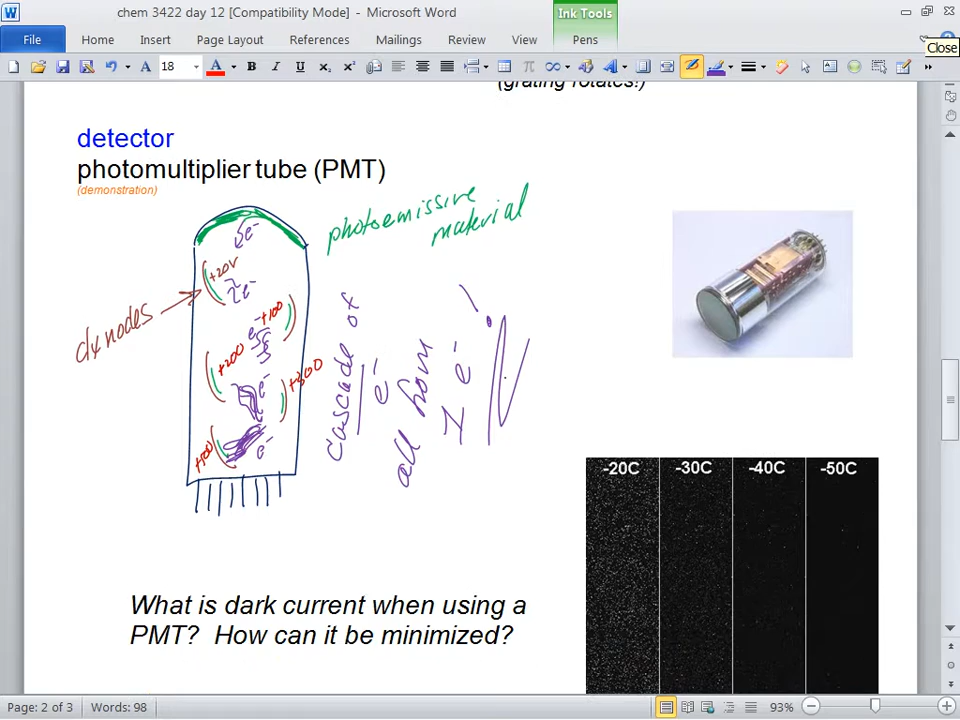 chem 3422 day 12 [Compatibility Mode] - Microsoft Word
Ink Tools
File Home Insert Page Layout References Mailings Review View Pens
Close
18
(grating rotates!)
detector
photomultiplier tube (PMT)
(demonstration)
photoemissive
material
e-
+20V
e-
dynodes
+100
e-
+200
+300
e-
+400
e-
cascade of
e-
all from
1 e-
!
-20C -30C -40C -50C
What is dark current when using a
PMT? How can it be minimized?
Page: 2 of 3 Words: 98 93%